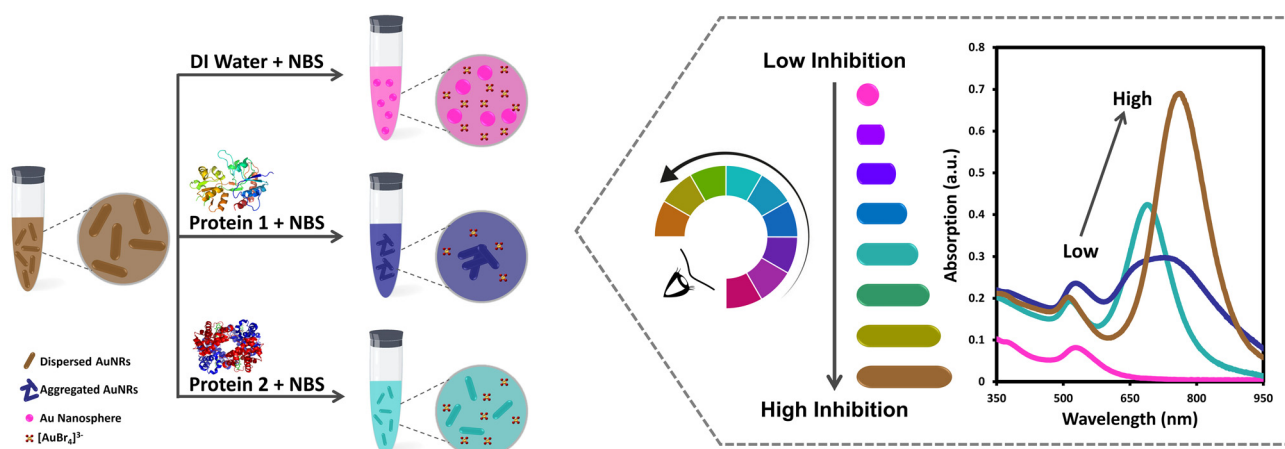 DI Water + NBS
Protein 1 + NBS
Protein 2 + NBS
Dispersed AuNRs
Aggregated AuNRs
Au Nanosphere
[AuBr₄]³⁻
Low Inhibition
High Inhibition
Absorption (a.u.)
0.8
0.7
0.6
0.5
0.4
0.3
0.2
0.1
0
High
Low
350 500 650 800 950
Wavelength (nm)